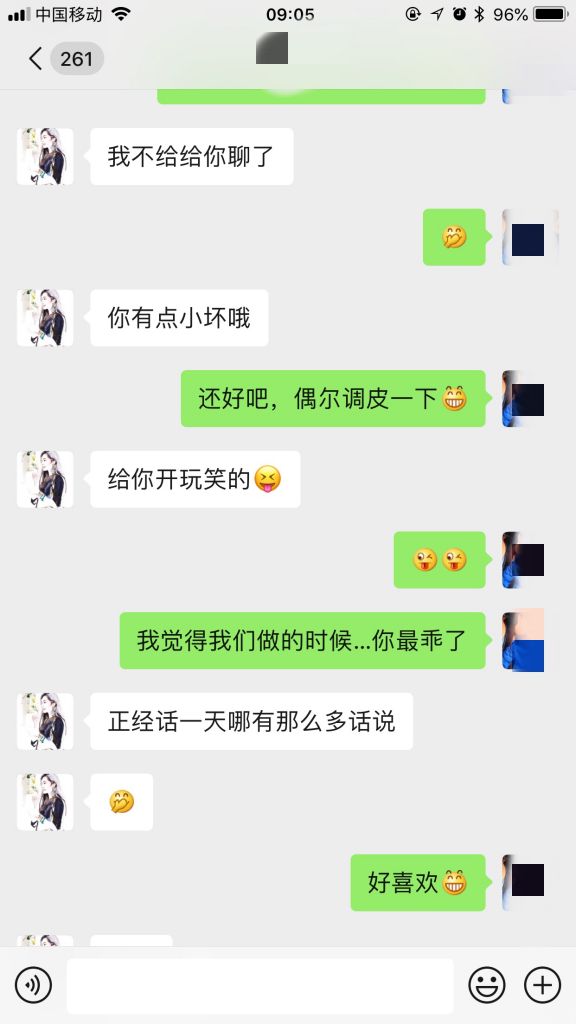 中国移动
09:05
96%
261
我不给给你聊了
你有点小坏哦
还好吧，偶尔调皮一下😁
给你开玩笑的😝
我觉得我们做的时候...你最乖了
正经话一天哪有那么多话说
好喜欢😁